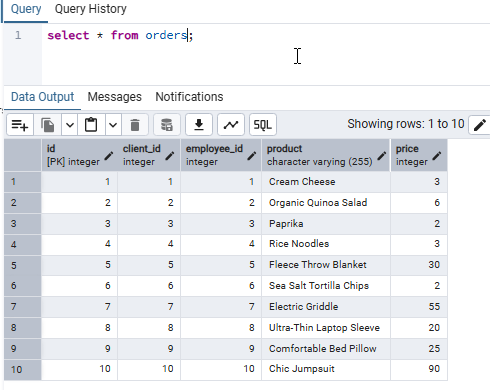 Query Query History
1 select * from orders;
Data Output Messages Notifications
SQL Showing rows: 1 to 10
id client_id employee_id product price
[PK] integer integer integer character varying (255) integer
1 1 1 1 Cream Cheese 3
2 2 2 2 Organic Quinoa Salad 6
3 3 3 3 Paprika 2
4 4 4 4 Rice Noodles 3
5 5 5 5 Fleece Throw Blanket 30
6 6 6 6 Sea Salt Tortilla Chips 2
7 7 7 7 Electric Griddle 55
8 8 8 8 Ultra-Thin Laptop Sleeve 20
9 9 9 9 Comfortable Bed Pillow 25
10 10 10 10 Chic Jumpsuit 90